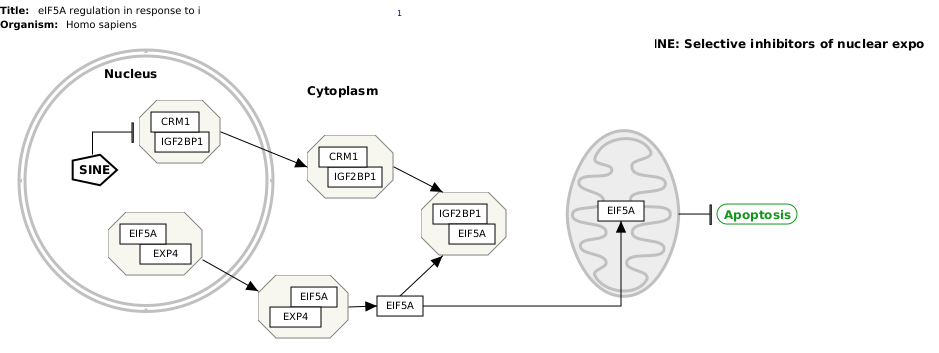 Title: eIF5A regulation in response to i
1
Organism: Homo sapiens
INE: Selective inhibitors of nuclear expo
Nucleus
Cytoplasm
CRM1
IGF2BP1
SINE
CRM1
IGF2BP1
EIF5A
EXP4
IGF2BP1
EIF5A
EIF5A
Apoptosis
EIF5A
EXP4
EIF5A